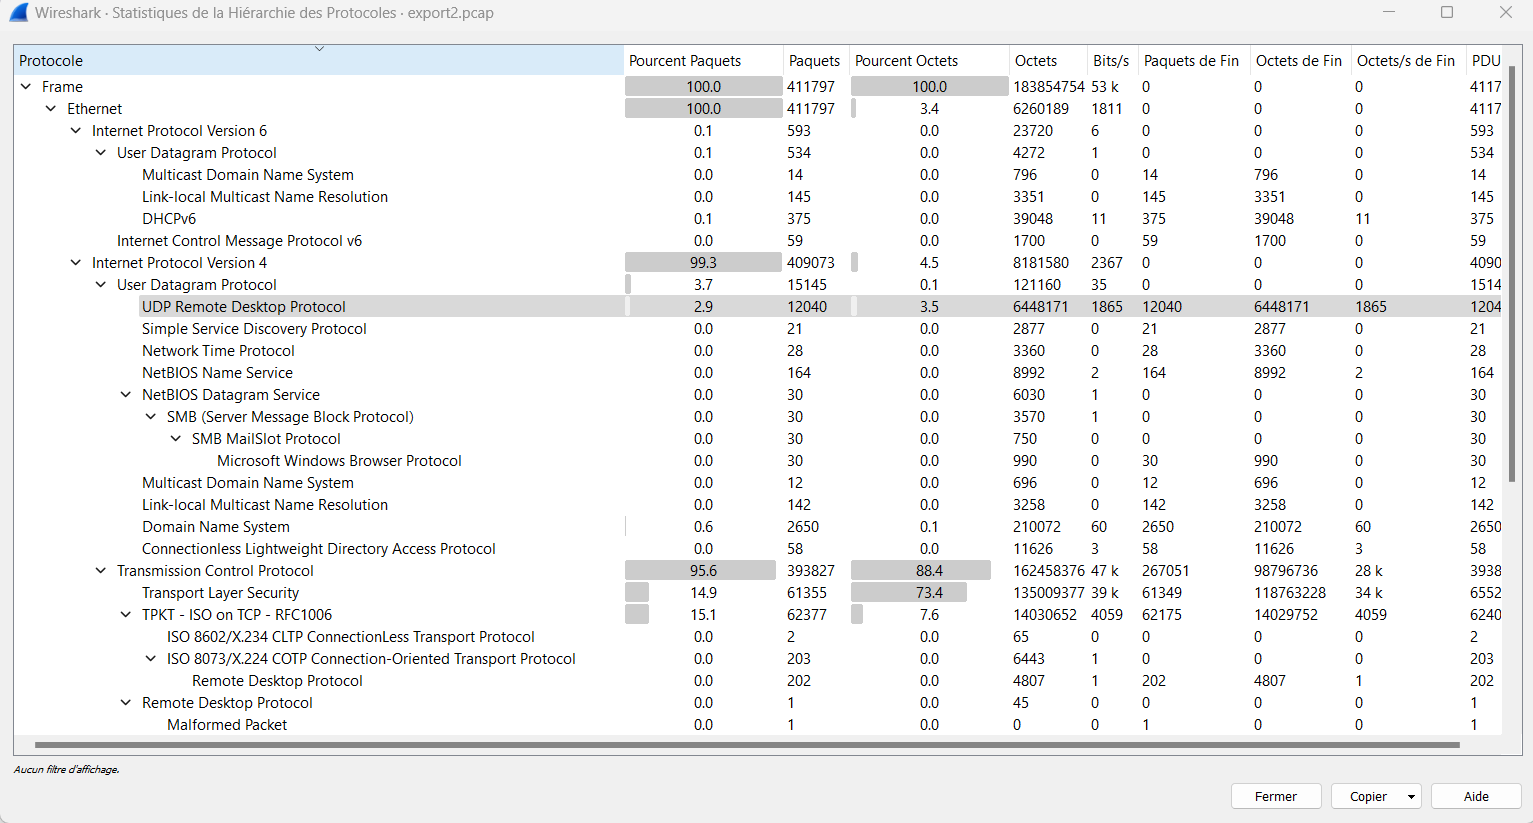 Wireshark · Statistiques de la Hiérarchie des Protocoles · export2.pcap
Protocole Pourcent Paquets Paquets Pourcent Octets Octets Bits/s Paquets de Fin Octets de Fin Octets/s de Fin PDU
Frame 100.0 411797 100.0 183854754 53 k 0 0 0 4117
Ethernet 100.0 411797 3.4 6260189 1811 0 0 0 4117
Internet Protocol Version 6 0.1 593 0.0 23720 6 0 0 0 593
User Datagram Protocol 0.1 534 0.0 4272 1 0 0 0 534
Multicast Domain Name System 0.0 14 0.0 796 0 14 796 0 14
Link-local Multicast Name Resolution 0.0 145 0.0 3351 0 145 3351 0 145
DHCPv6 0.1 375 0.0 39048 11 375 39048 11 375
Internet Control Message Protocol v6 0.0 59 0.0 1700 0 59 1700 0 59
Internet Protocol Version 4 99.3 409073 4.5 8181580 2367 0 0 0 4090
User Datagram Protocol 3.7 15145 0.1 121160 35 0 0 0 1514
UDP Remote Desktop Protocol 2.9 12040 3.5 6448171 1865 12040 6448171 1865 1204
Simple Service Discovery Protocol 0.0 21 0.0 2877 0 21 2877 0 21
Network Time Protocol 0.0 28 0.0 3360 0 28 3360 0 28
NetBIOS Name Service 0.0 164 0.0 8992 2 164 8992 2 164
NetBIOS Datagram Service 0.0 30 0.0 6030 1 0 0 0 30
SMB (Server Message Block Protocol) 0.0 30 0.0 3570 1 0 0 0 30
SMB MailSlot Protocol 0.0 30 0.0 750 0 0 0 0 30
Microsoft Windows Browser Protocol 0.0 30 0.0 990 0 30 990 0 30
Multicast Domain Name System 0.0 12 0.0 696 0 12 696 0 12
Link-local Multicast Name Resolution 0.0 142 0.0 3258 0 142 3258 0 142
Domain Name System 0.6 2650 0.1 210072 60 2650 210072 60 2650
Connectionless Lightweight Directory Access Protocol 0.0 58 0.0 11626 3 58 11626 3 58
Transmission Control Protocol 95.6 393827 88.4 162458376 47 k 267051 98796736 28 k 3938
Transport Layer Security 14.9 61355 73.4 135009377 39 k 61349 118763228 34 k 6552
TPKT - ISO on TCP - RFC1006 15.1 62377 7.6 14030652 4059 62175 14029752 4059 6240
ISO 8602/X.234 CLTP ConnectionLess Transport Protocol 0.0 2 0.0 65 0 0 0 0 2
ISO 8073/X.224 COTP Connection-Oriented Transport Protocol 0.0 203 0.0 6443 1 0 0 0 203
Remote Desktop Protocol 0.0 202 0.0 4807 1 202 4807 1 202
Remote Desktop Protocol 0.0 1 0.0 45 0 0 0 0 1
Malformed Packet 0.0 1 0.0 0 0 1 0 0 1
Aucun filtre d'affichage.
Fermer Copier Aide